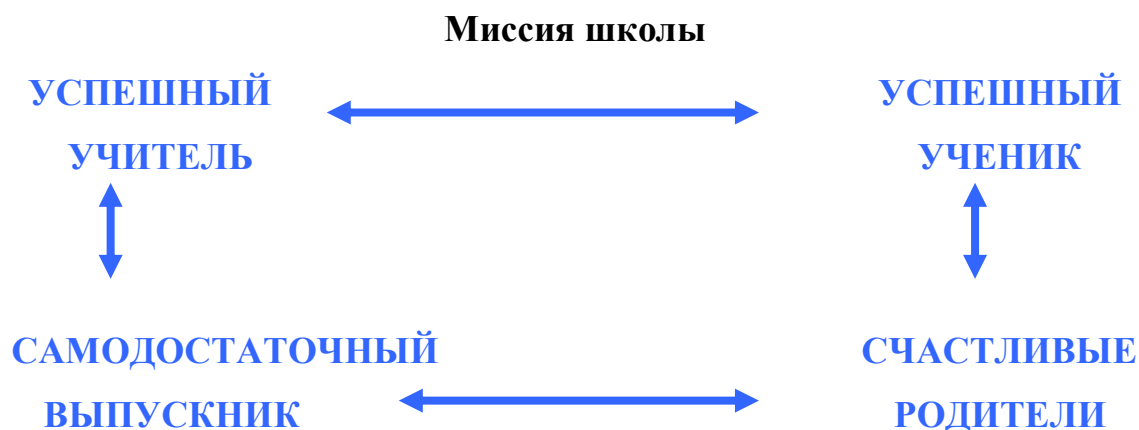 Миссия школы
УСПЕШНЫЙ
УЧИТЕЛЬ
УСПЕШНЫЙ
УЧЕНИК
САМОДОСТАТОЧНЫЙ
ВЫПУСКНИК
СЧАСТЛИВЫЕ
РОДИТЕЛИ